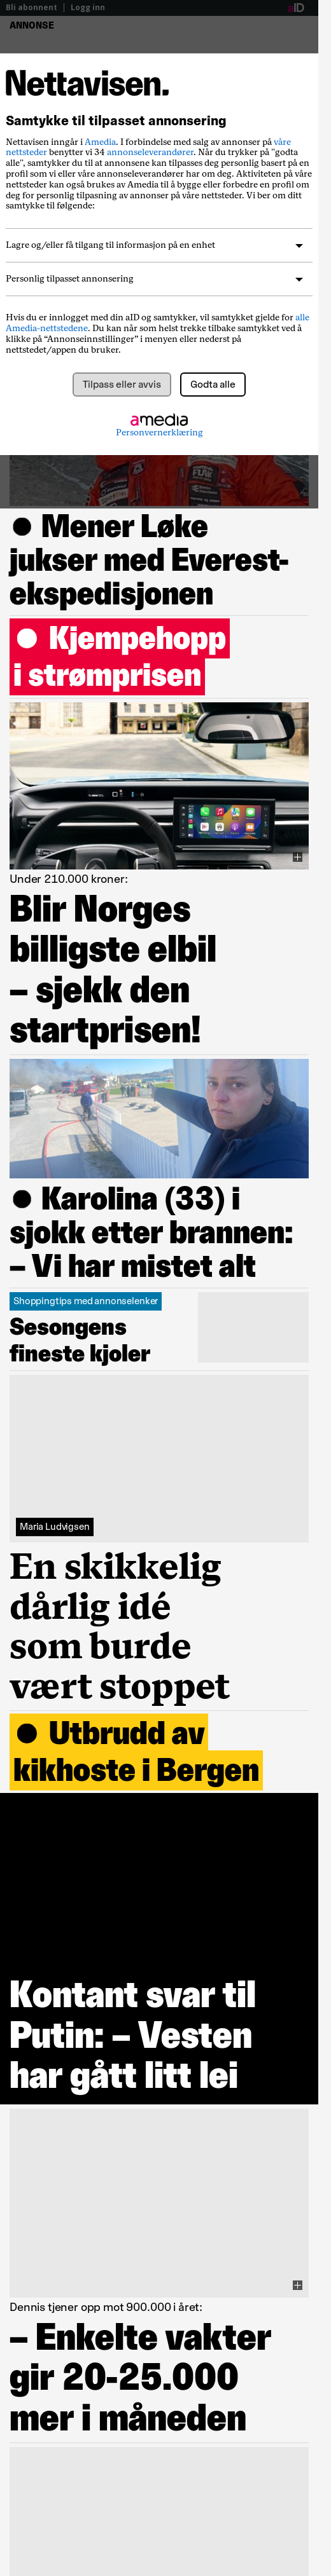 Bli abonnent | Logg inn
aID
ANNONSE
Nettavisen.
Samtykke til tilpasset annonsering
Nettavisen inngår i Amedia. I forbindelse med salg av annonser på våre
nettsteder benytter vi 34 annonseleverandører. Når du trykker på "godta
alle", samtykker du til at annonsene kan tilpasses deg personlig basert på en
profil som vi eller våre annonseleverandører har om deg. Aktiviteten på våre
nettsteder kan også brukes av Amedia til å bygge eller forbedre en profil om
deg for personlig tilpasning av annonser på våre nettsteder. Vi ber om ditt
samtykke til følgende:
Lagre og/eller få tilgang til informasjon på en enhet
Personlig tilpasset annonsering
Hvis du er innlogget med din aID og samtykker, vil samtykket gjelde for alle
Amedia-nettstedene. Du kan når som helst trekke tilbake samtykket ved å
klikke på “Annonseinnstillinger” i menyen eller nederst på
nettstedet/appen du bruker.
Tilpass eller avvis
Godta alle
amedia
Personvernerklæring
● Mener Løke
jukser med Everest-
ekspedisjonen
● Kjempehopp
i strømprisen
Under 210.000 kroner:
Blir Norges
billigste elbil
– sjekk den
startprisen!
● Karolina (33) i
sjokk etter brannen:
– Vi har mistet alt
Shoppingtips med annonselenker
Sesongens
fineste kjoler
Maria Ludvigsen
En skikkelig
dårlig idé
som burde
vært stoppet
● Utbrudd av
kikhoste i Bergen
Kontant svar til
Putin: – Vesten
har gått litt lei
Dennis tjener opp mot 900.000 i året:
– Enkelte vakter
gir 20-25.000
mer i måneden